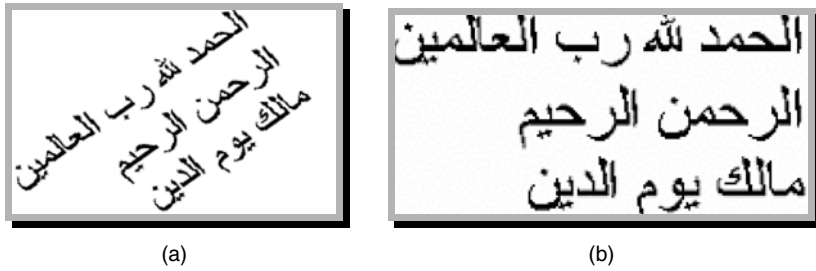 الحمد لله رب العالمين
الرحمن الرحيم
مالك يوم الدين
(a)
الحمد لله رب العالمين
الرحمن الرحيم
مالك يوم الدين
(b)